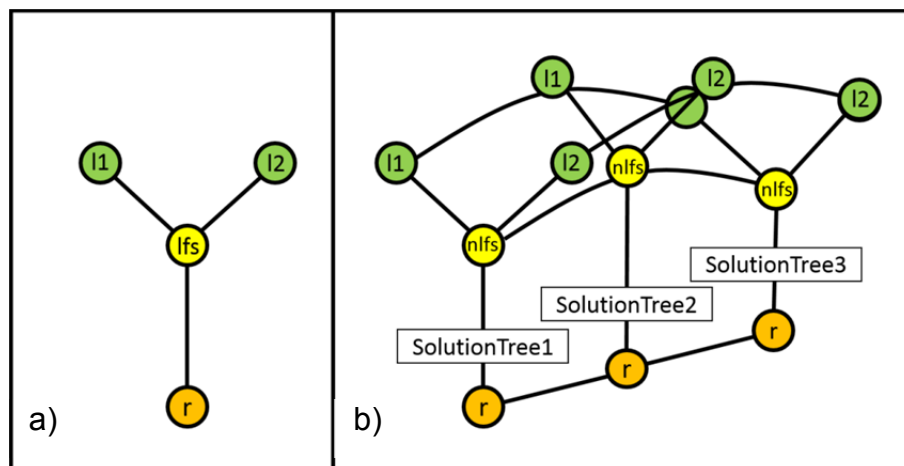 l1
l2
lfs
r
a)
l1
l2
l2
l1
l2
nlfs
nlfs
nlfs
SolutionTree3
SolutionTree2
SolutionTree1
r
r
r
b)